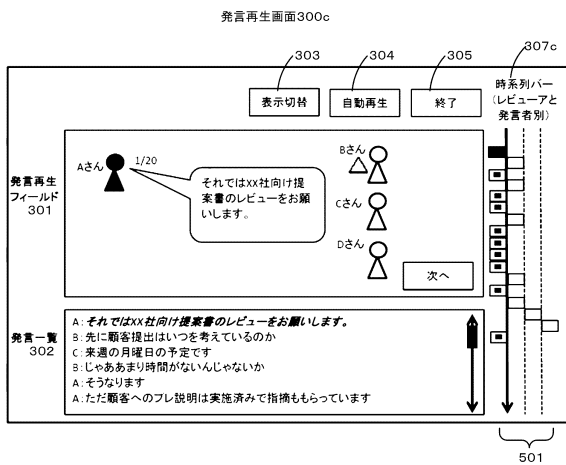 発言再生画面300c
303
304
305
307c
表示切替
自動再生
終了
時系列バー
(レビューアと
発言者別)
発言再生
フィールド
301
Aさん
1/20
それではXX社向け提
案書のレビューをお願
いします。
Bさん
Cさん
Dさん
次へ
発言一覧
302
A:それではXX社向け提案書のレビューをお願いします。
B:先に顧客提出はいつを考えているのか
C:来週の月曜日の予定です
B:じゃああまり時間がないんじゃないか
A:そうなります
A:ただ顧客へのプレ説明は実施済みで指摘ももらっています
501